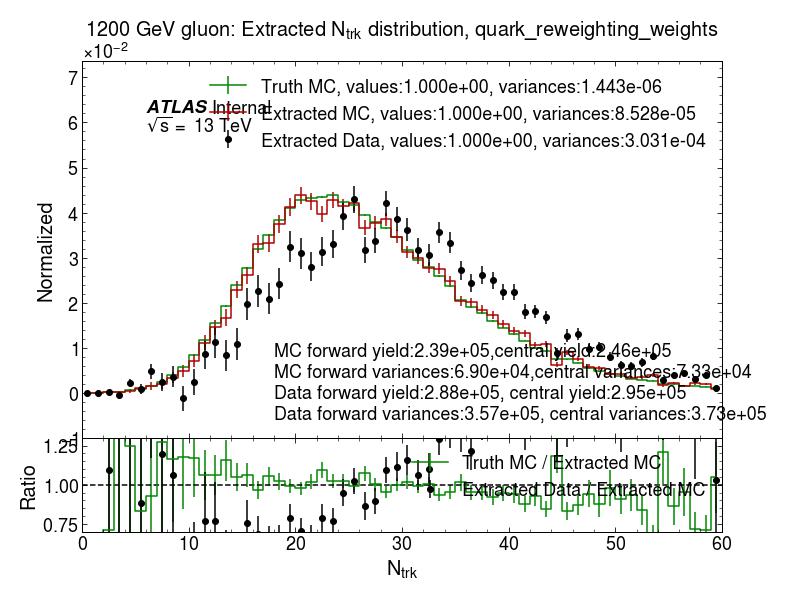 1200 GeV gluon: Extracted N_trk distribution, quark_reweighting_weights
×10⁻²
Truth MC, values:1.000e+00, variances:1.443e-06
ATLAS Internal
Extracted MC, values:1.000e+00, variances:8.528e-05
√s = 13 TeV
Extracted Data, values:1.000e+00, variances:3.031e-04
7
6
5
4
3
2
1
0
Normalized
MC forward yield:2.39e+05,central yield:2.46e+05
MC forward variances:6.90e+04,central variances:7.33e+04
Data forward yield:2.88e+05, central yield:2.95e+05
Data forward variances:3.57e+05, central variances:3.73e+05
1.25
1.00
0.75
Ratio
Truth MC / Extracted MC
Extracted Data / Extracted MC
0 10 20 30 40 50 60
N_trk